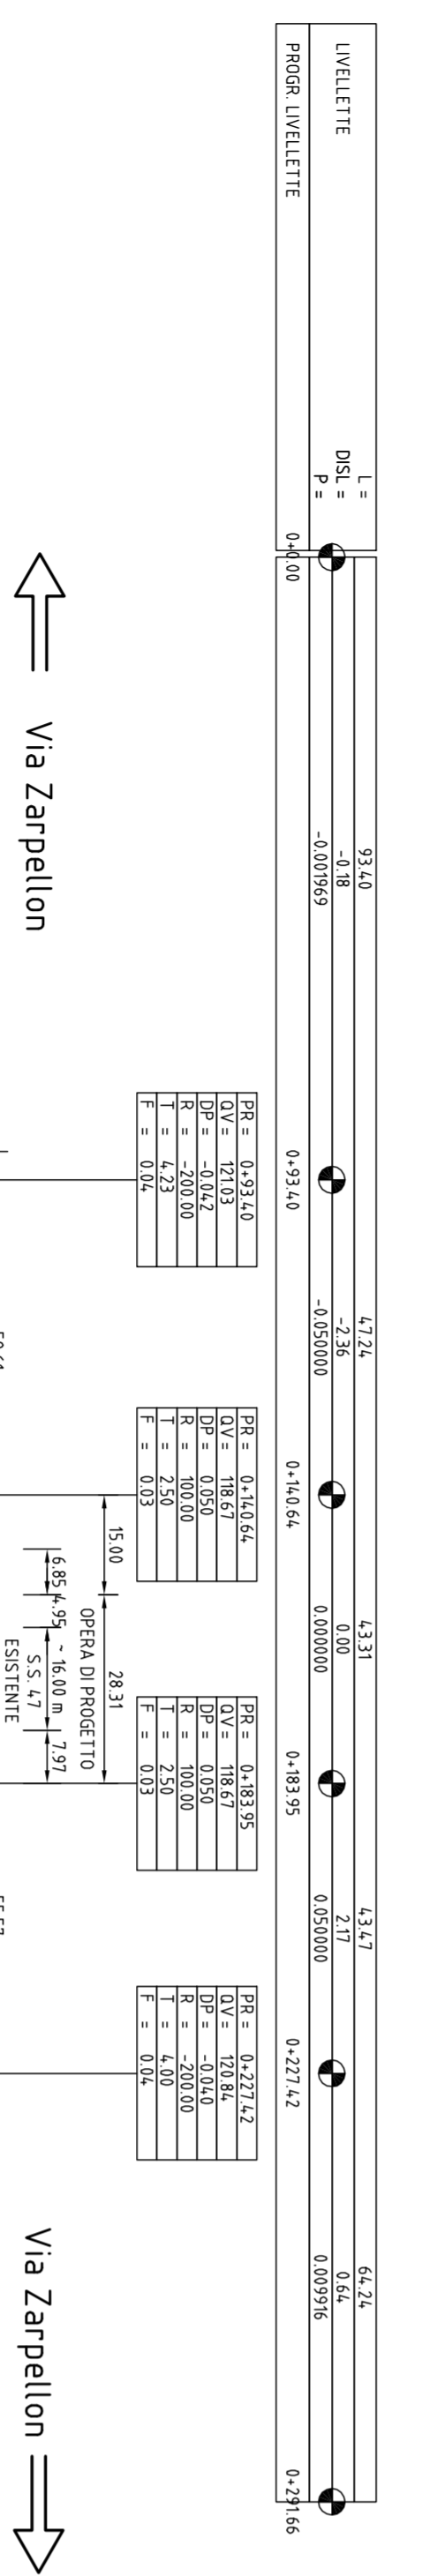 LIVELLETTE
L = 93.40 47.24 43.31 43.47 64.24
DISL = -0.18 -2.36 0.00 2.17 0.64
P = -0.001969 -0.050000 0.000000 0.050000 0.009916
PROGR. LIVELLETTE 0+0.00 0+93.40 0+140.64 0+183.95 0+227.42 0+291.66
PR = 0+93.40
QV = 121.03
DP = -0.042
R = -200.00
T = 4.23
F = 0.04
PR = 0+140.64
QV = 118.67
DP = 0.050
R = 100.00
T = 2.50
F = 0.03
PR = 0+183.95
QV = 118.67
DP = 0.050
R = 100.00
T = 2.50
F = 0.03
PR = 0+227.42
QV = 120.84
DP = -0.040
R = -200.00
T = 4.00
F = 0.04
15.00 28.31
OPERA DI PROGETTO
6.85 4.95 ~ 16.00 m 7.97
S.S. 47
ESISTENTE
Via Zarpellon
Via Zarpellon